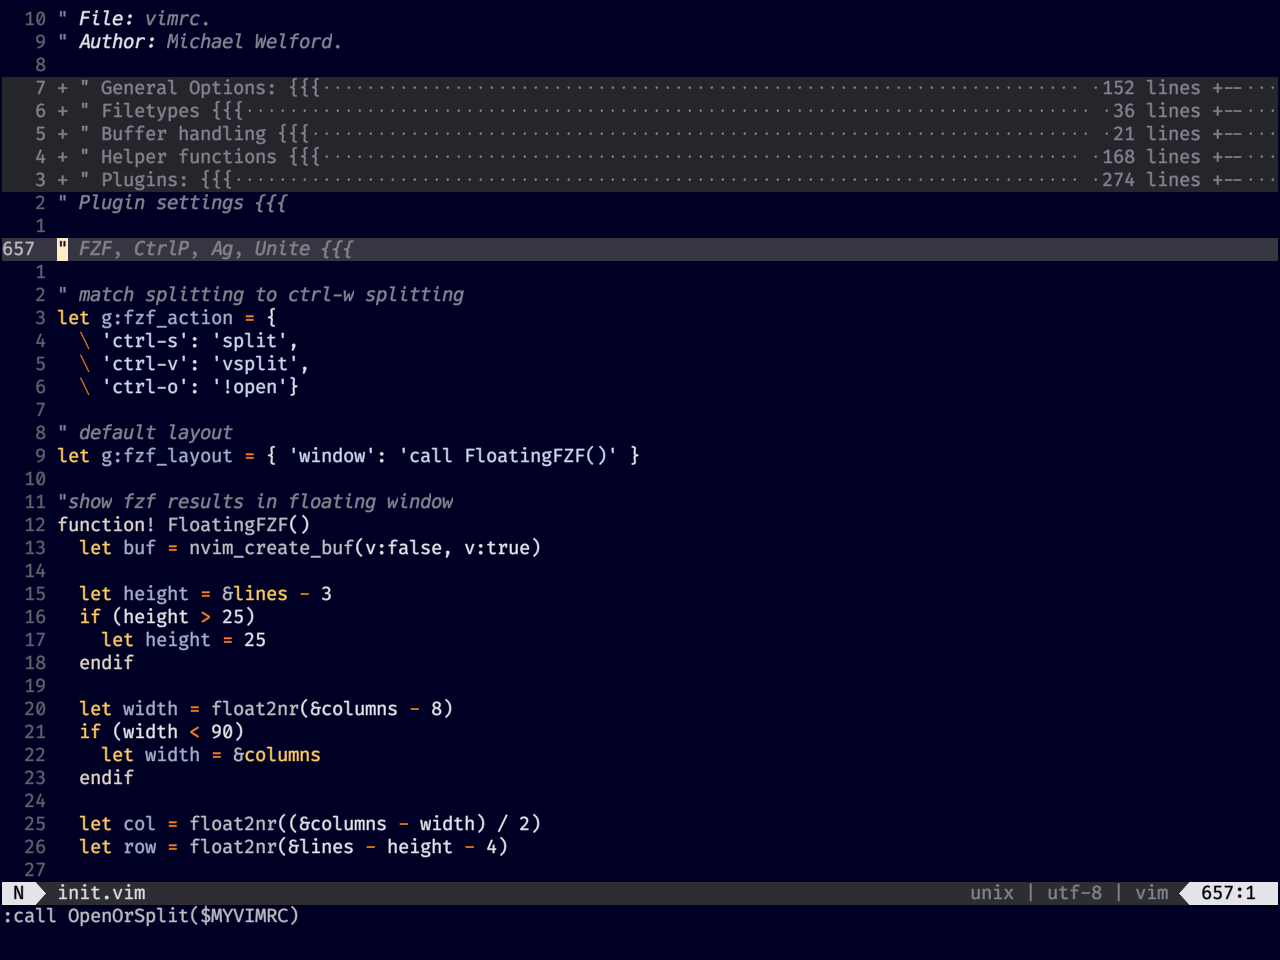 10 " File: vimrc.
9 " Author: Michael Welford.
8
7 + " General Options: {{{··········152 lines +--···
6 + " Filetypes {{{··········36 lines +--···
5 + " Buffer handling {{{··········21 lines +--···
4 + " Helper functions {{{··········168 lines +--···
3 + " Plugins: {{{··········274 lines +--···
2 " Plugin settings {{{
1
657 " FZF, CtrlP, Ag, Unite {{{
1
2 " match splitting to ctrl-w splitting
3 let g:fzf_action = {
4   \ 'ctrl-s': 'split',
5   \ 'ctrl-v': 'vsplit',
6   \ 'ctrl-o': '!open'}
7
8 " default layout
9 let g:fzf_layout = { 'window': 'call FloatingFZF()' }
10
11 "show fzf results in floating window
12 function! FloatingFZF()
13   let buf = nvim_create_buf(v:false, v:true)
14
15   let height = &lines - 3
16   if (height > 25)
17     let height = 25
18   endif
19
20   let width = float2nr(&columns - 8)
21   if (width < 90)
22     let width = &columns
23   endif
24
25   let col = float2nr((&columns - width) / 2)
26   let row = float2nr(&lines - height - 4)
27
N init.vim unix | utf-8 | vim 657:1
:call OpenOrSplit($MYVIMRC)